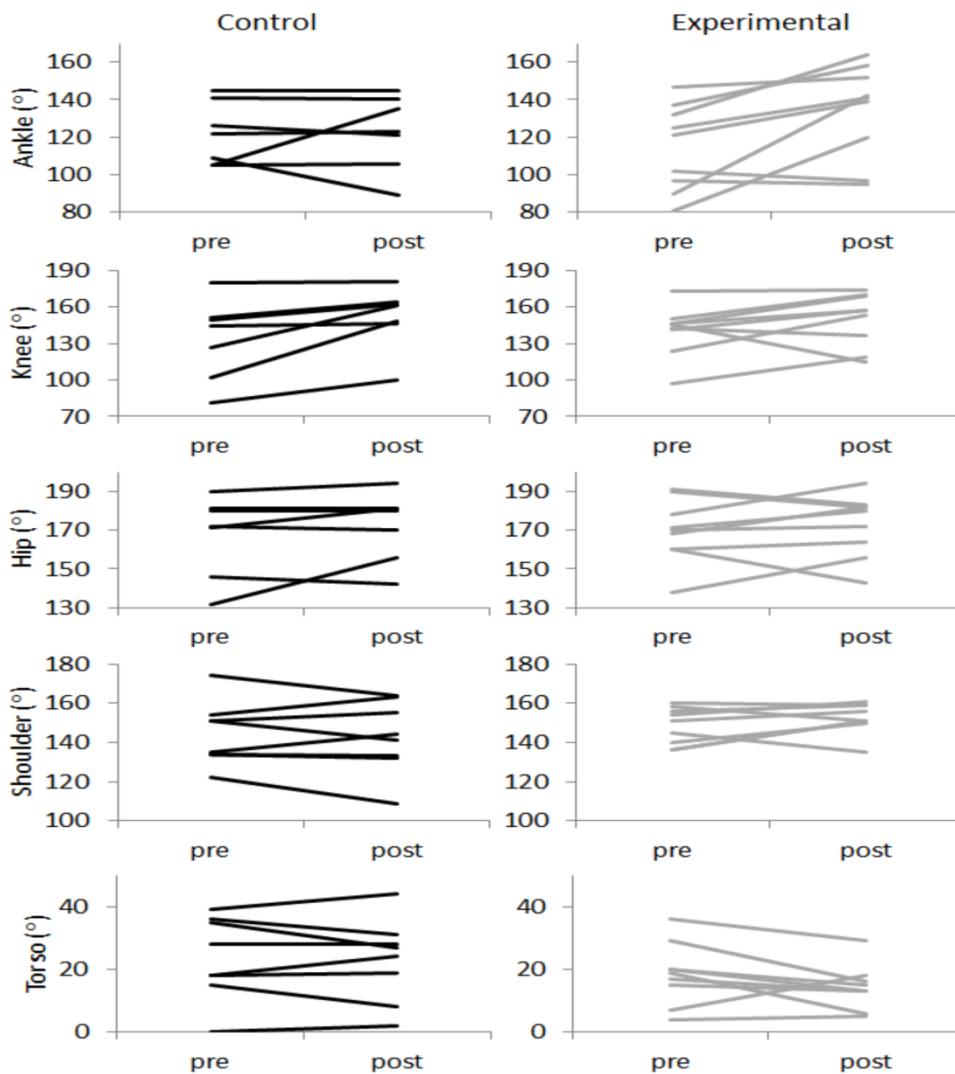 Control Experimental
Ankle (°)
160
140
120
100
80
pre post
160
140
120
100
80
pre post
Knee (°)
190
160
130
100
70
pre post
190
160
130
100
70
pre post
Hip (°)
190
170
150
130
pre post
190
170
150
130
pre post
Shoulder (°)
180
160
140
120
100
pre post
180
160
140
120
100
pre post
Torso (°)
40
20
0
pre post
40
20
0
pre post